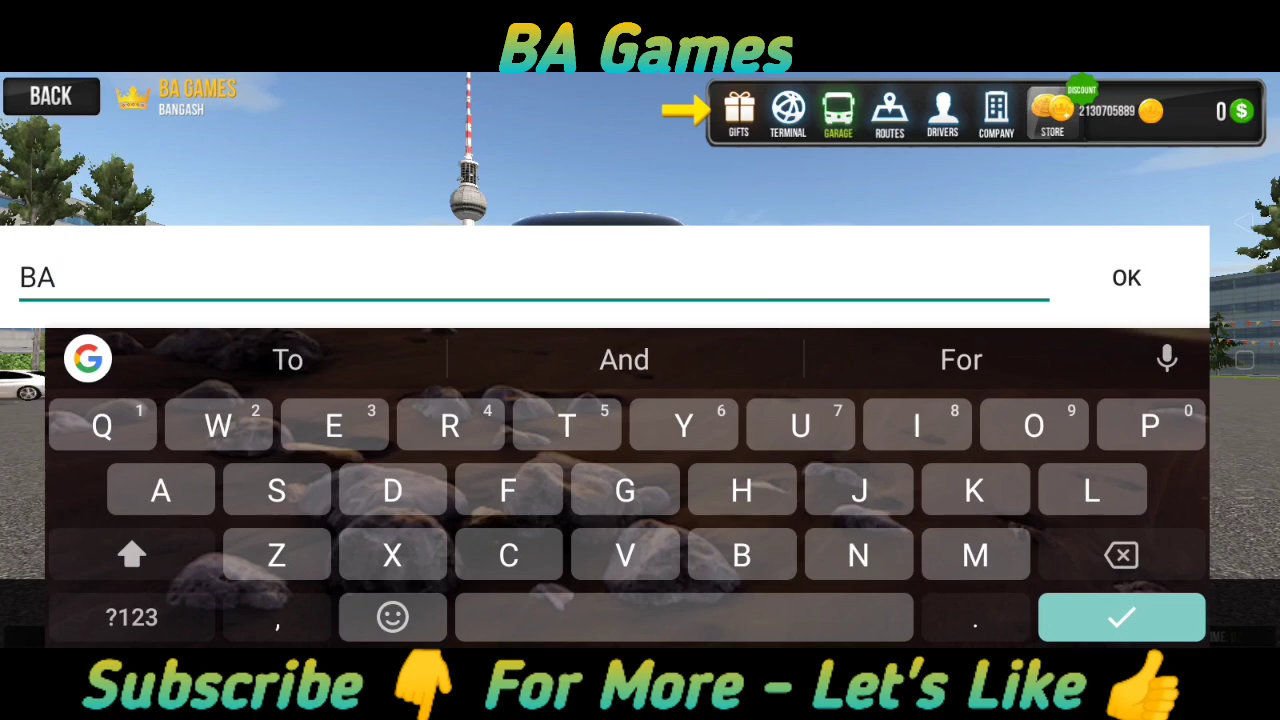 BA Games
BACK
BA GAMES
BANGASH
GIFTS
TERMINAL
GARAGE
ROUTES
DRIVERS
COMPANY
STORE
DISCOUNT
2130705889
0 $
BA
OK
G
To And For
Q 1 W 2 E 3 R 4 T 5 Y 6 U 7 I 8 O 9 P 0
A S D F G H J K L
Z X C V B N M
?123 , .
Subscribe 👇 For More - Let's Like 👍